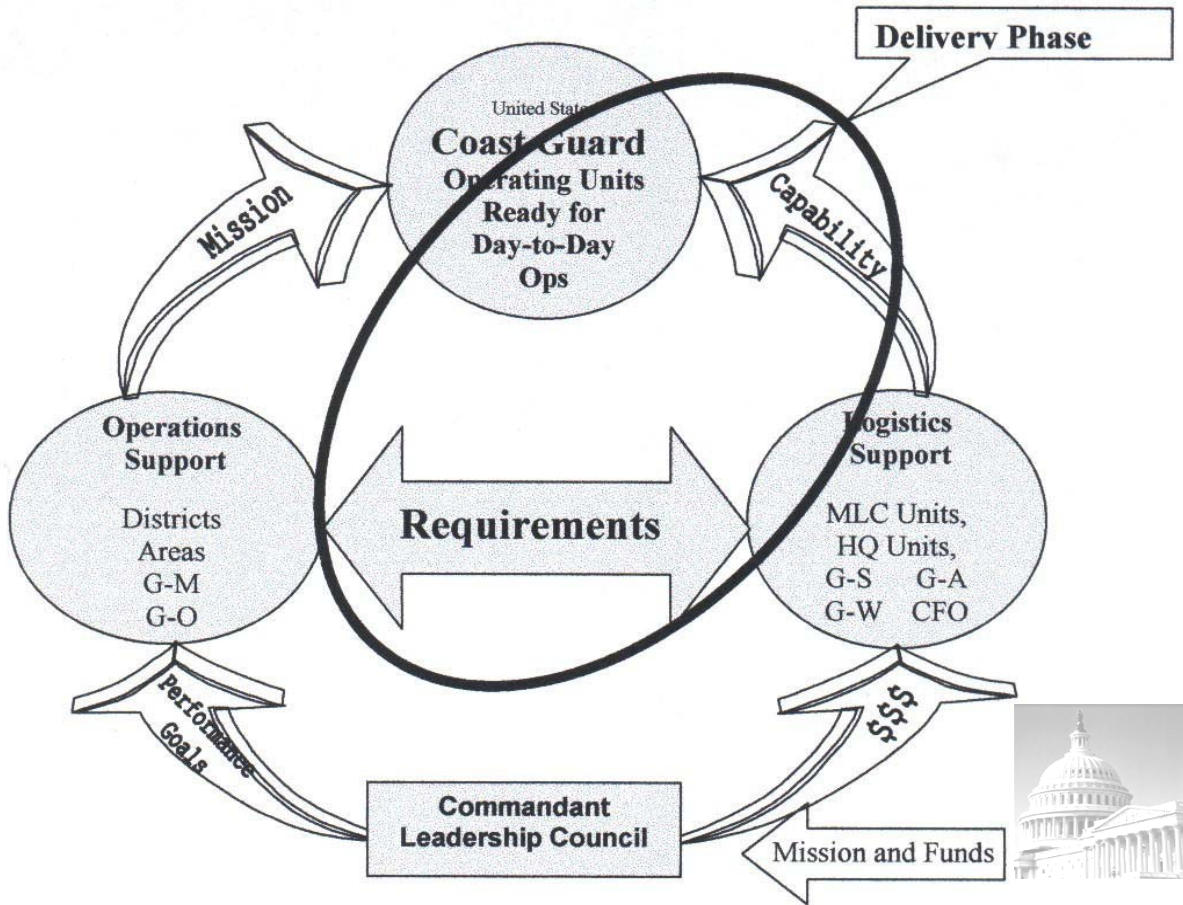 Delivery Phase
United States
Coast Guard
Operating Units
Ready for
Day-to-Day
Ops
Mission
Capability
Operations
Support
Districts
Areas
G-M
G-O
Requirements
Logistics
Support
MLC Units,
HQ Units,
G-S G-A
G-W CFO
Performance
Goals
$$$
Commandant
Leadership Council
Mission and Funds